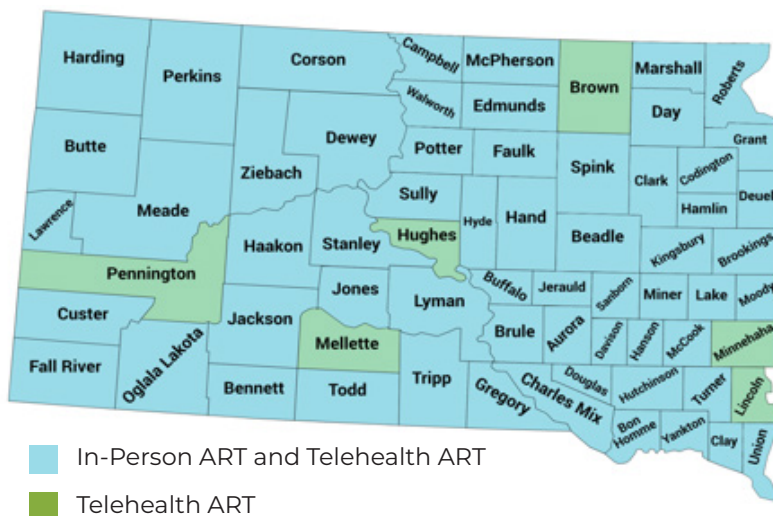 Harding
Perkins
Corson
Campbell
McPherson
Brown
Marshall
Roberts
Walworth
Edmunds
Day
Butte
Dewey
Potter
Faulk
Spink
Grant
Codington
Clark
Ziebach
Deuel
Sully
Hamlin
Lawrence
Meade
Hyde
Hand
Hughes
Beadle
Kingsbury
Brookings
Haakon
Stanley
Pennington
Buffalo
Jerauld
Sanborn
Miner
Lake
Moody
Jones
Lyman
Custer
Jackson
Brule
Aurora
Davison
Hanson
McCook
Minnehaha
Mellette
Fall River
Oglala Lakota
Bennett
Todd
Tripp
Gregory
Charles Mix
Douglas
Hutchinson
Turner
Lincoln
Bon
Homme
Yankton
Clay
Union
In-Person ART and Telehealth ART
Telehealth ART